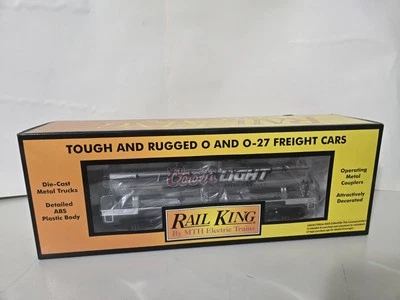 TOUGH AND RUGGED O AND O-27 FREIGHT CARS
Die-Cast
Metal Trucks
Detailed
ABS
Plastic Body
Coors LIGHT
Operating
Metal
Couplers
Attractively
Decorated
RAIL KING
By MTH Electric Trains